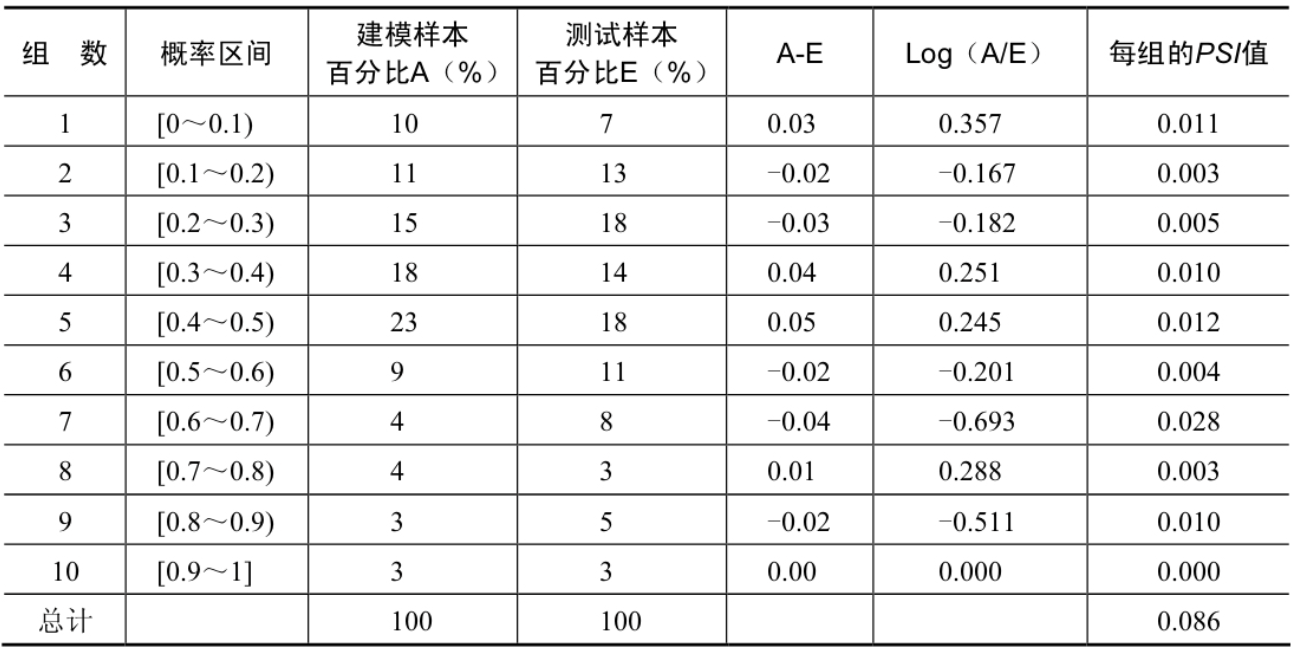 组 数 概率区间 建模样本百分比A（%） 测试样本百分比E（%） A-E Log（A/E） 每组的PSI值
1 [0～0.1) 10 7 0.03 0.357 0.011
2 [0.1～0.2) 11 13 -0.02 -0.167 0.003
3 [0.2～0.3) 15 18 -0.03 -0.182 0.005
4 [0.3～0.4) 18 14 0.04 0.251 0.010
5 [0.4～0.5) 23 18 0.05 0.245 0.012
6 [0.5～0.6) 9 11 -0.02 -0.201 0.004
7 [0.6～0.7) 4 8 -0.04 -0.693 0.028
8 [0.7～0.8) 4 3 0.01 0.288 0.003
9 [0.8～0.9) 3 5 -0.02 -0.511 0.010
10 [0.9～1] 3 3 0.00 0.000 0.000
总计 100 100 0.086